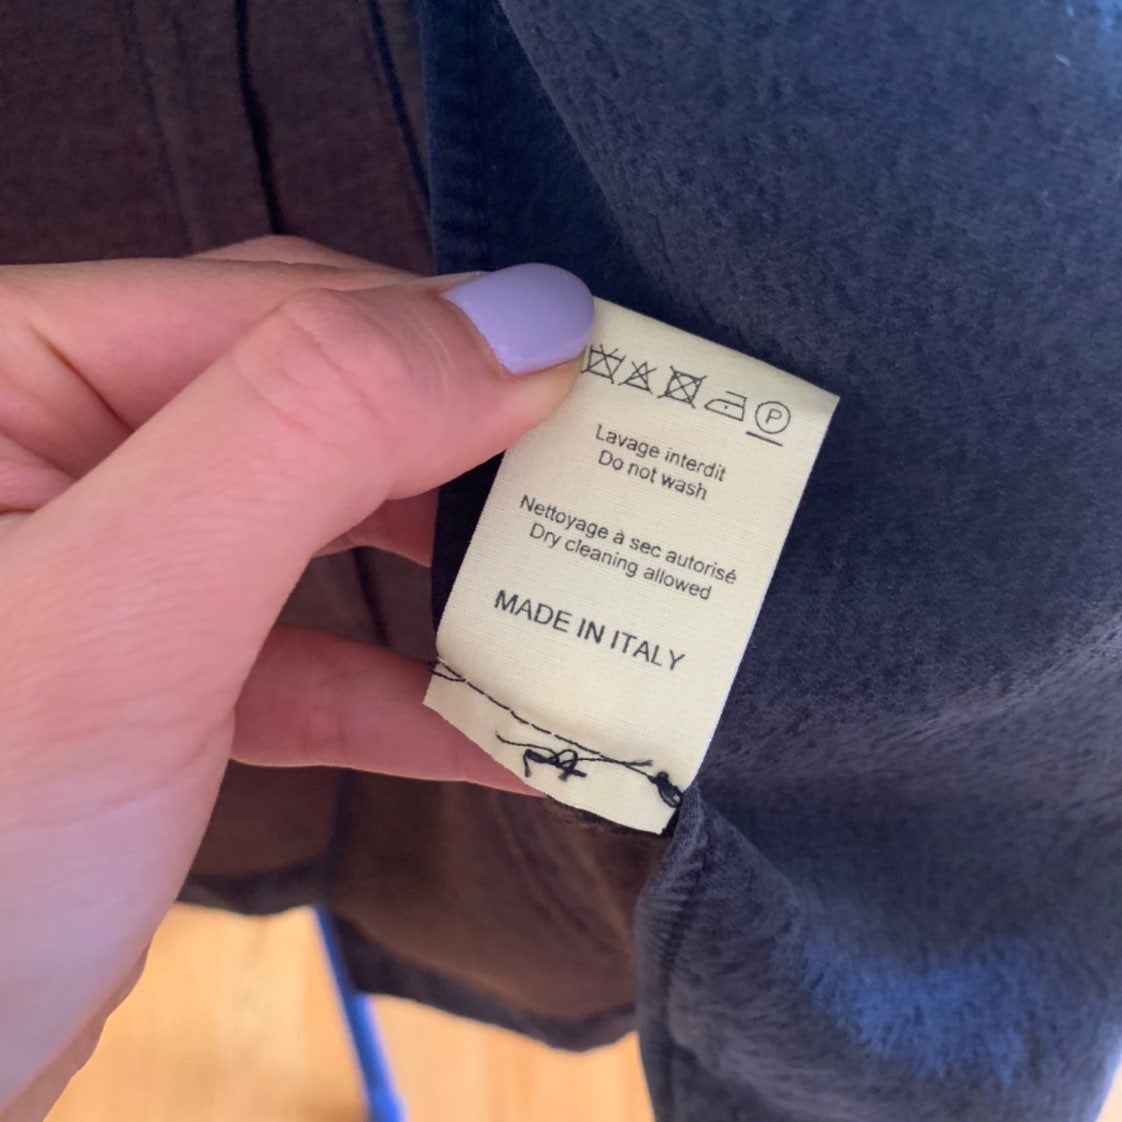 P
Lavage interdit
Do not wash
Nettoyage à sec autorisé
Dry cleaning allowed
MADE IN ITALY